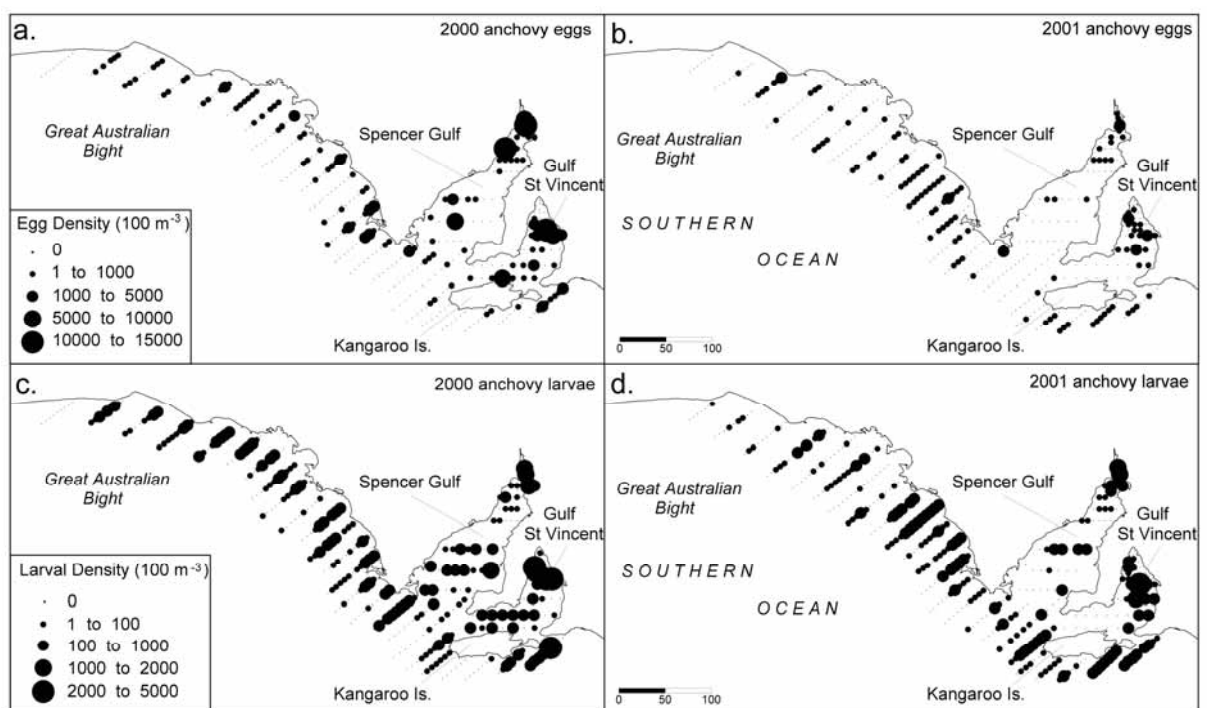 a.
2000 anchovy eggs
Great Australian
Bight
Spencer Gulf
Gulf
St Vincent
Egg Density (100 m⁻³)
0
1 to 1000
1000 to 5000
5000 to 10000
10000 to 15000
Kangaroo Is.
b.
2001 anchovy eggs
Great Australian
Bight
Spencer Gulf
Gulf
St Vincent
SOUTHERN
OCEAN
0 50 100
Kangaroo Is.
c.
2000 anchovy larvae
Great Australian
Bight
Spencer Gulf
Gulf
St Vincent
Larval Density (100 m⁻³)
0
1 to 100
100 to 1000
1000 to 2000
2000 to 5000
Kangaroo Is.
d.
2001 anchovy larvae
Great Australian
Bight
Spencer Gulf
Gulf
St Vincent
SOUTHERN
OCEAN
0 50 100
Kangaroo Is.